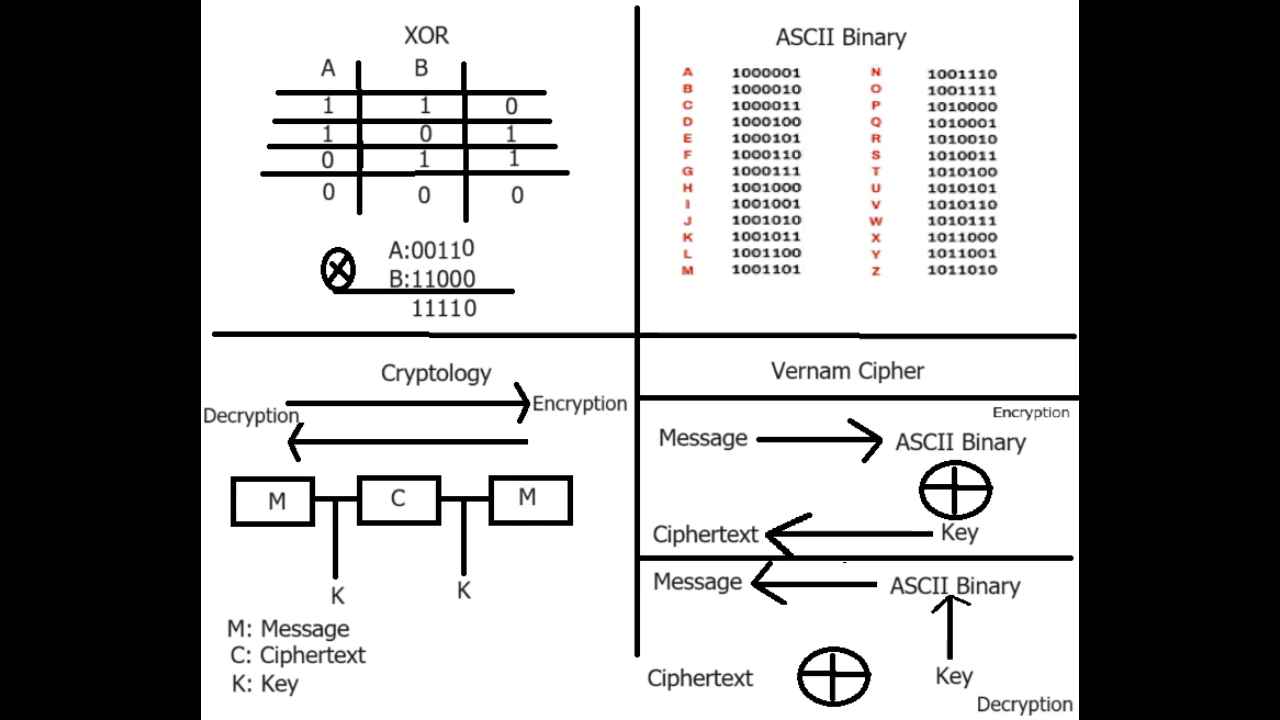 XOR
A B
1 1 0
1 0 1
0 1 1
0 0 0
A:00110
B:11000
11110
ASCII Binary
A 1000001 N 1001110
B 1000010 O 1001111
C 1000011 P 1010000
D 1000100 Q 1010001
E 1000101 R 1010010
F 1000110 S 1010011
G 1000111 T 1010100
H 1001000 U 1010101
I 1001001 V 1010110
J 1001010 W 1010111
K 1001011 X 1011000
L 1001100 Y 1011001
M 1001101 Z 1011010
Cryptology
Encryption
Decryption
M C M
K K
M: Message
C: Ciphertext
K: Key
Vernam Cipher
Encryption
Message ASCII Binary
Ciphertext Key
Message ASCII Binary
Ciphertext Key
Decryption